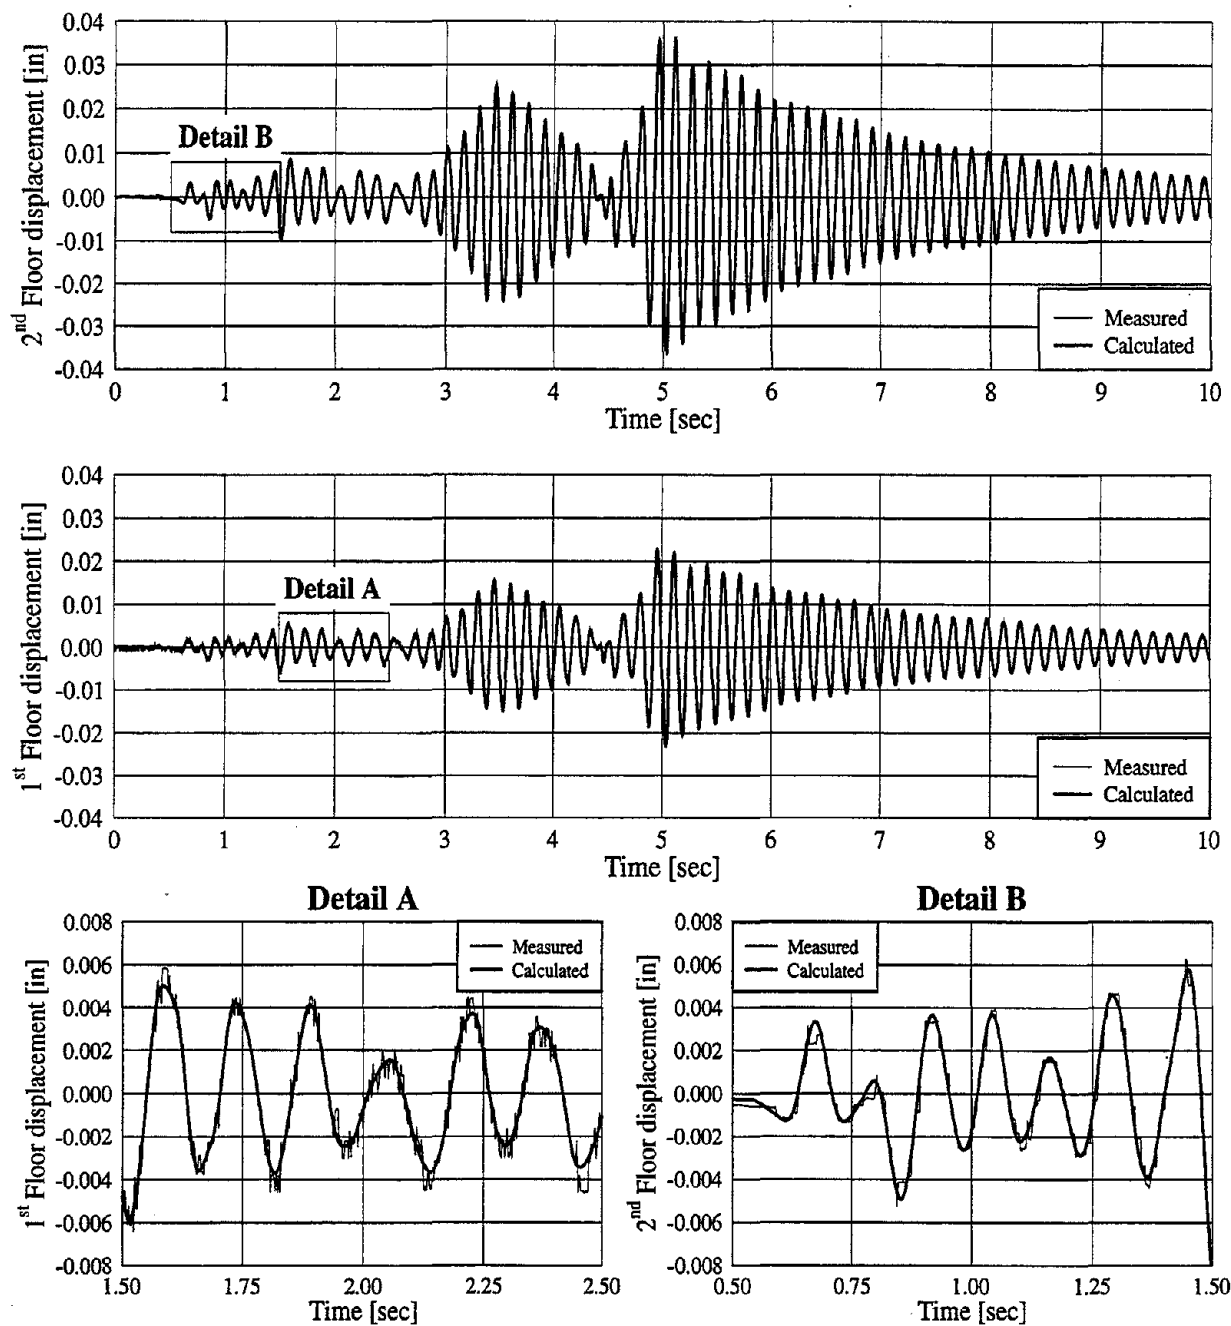 2nd Floor displacement [in]
0.04
0.03
0.02
0.01
0.00
-0.01
-0.02
-0.03
-0.04
Detail B
Measured
Calculated
0 1 2 3 4 5 6 7 8 9 10
Time [sec]
1st Floor displacement [in]
0.04
0.03
0.02
0.01
0.00
-0.01
-0.02
-0.03
-0.04
Detail A
Measured
Calculated
0 1 2 3 4 5 6 7 8 9 10
Time [sec]
Detail A
1st Floor displacement [in]
0.008
0.006
0.004
0.002
0.000
-0.002
-0.004
-0.006
-0.008
Measured
Calculated
1.50 1.75 2.00 2.25 2.50
Time [sec]
Detail B
2nd Floor displacement [in]
0.008
0.006
0.004
0.002
0.000
-0.002
-0.004
-0.006
-0.008
Measured
Calculated
0.50 0.75 1.00 1.25 1.50
Time [sec]